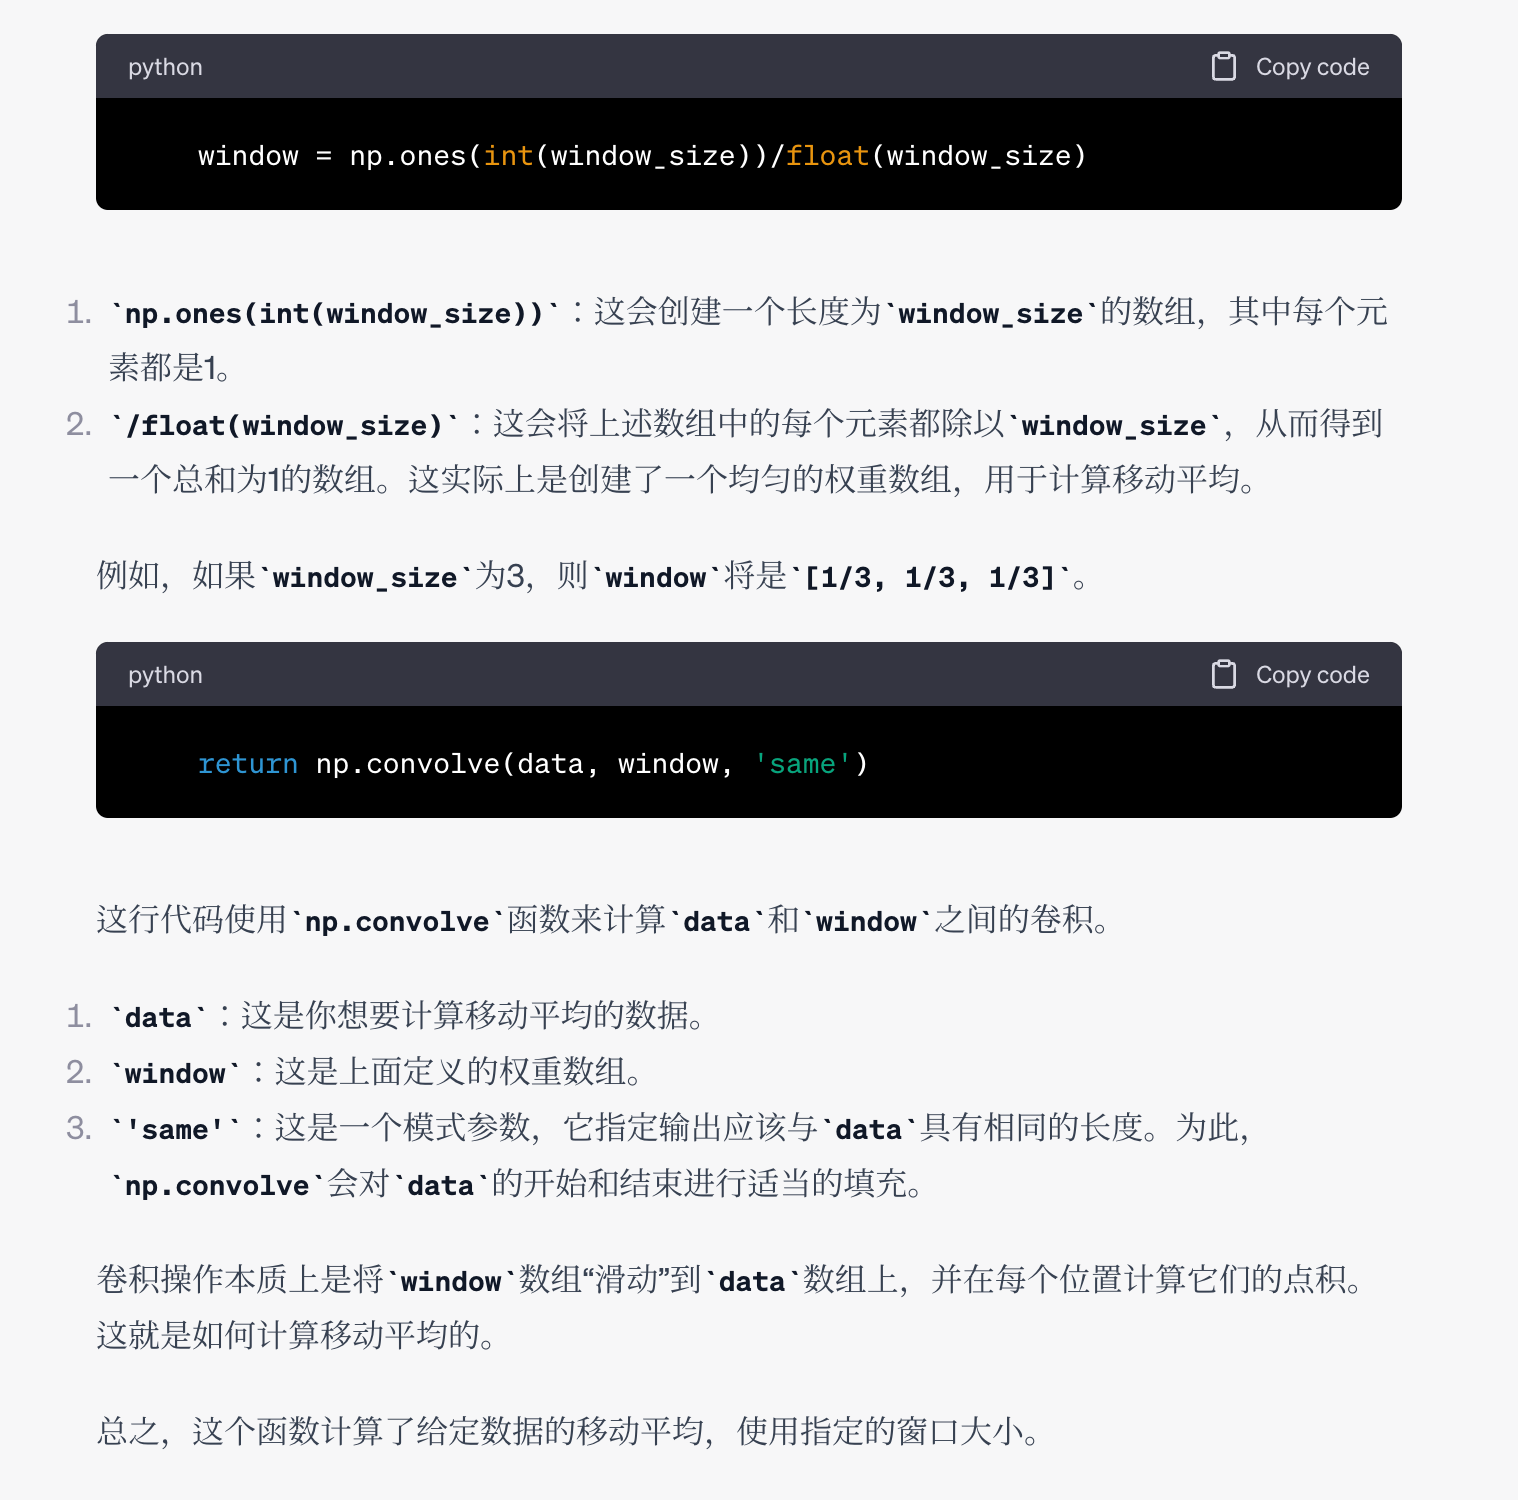 python
Copy code
window = np.ones(int(window_size))/float(window_size)
1. `np.ones(int(window_size))`：这会创建一个长度为`window_size`的数组，其中每个元
素都是1。
2. `/float(window_size)`：这会将上述数组中的每个元素都除以`window_size`，从而得到
一个总和为1的数组。这实际上是创建了一个均匀的权重数组，用于计算移动平均。
例如，如果`window_size`为3，则`window`将是`[1/3, 1/3, 1/3]`。
python
Copy code
return np.convolve(data, window, 'same')
这行代码使用`np.convolve`函数来计算`data`和`window`之间的卷积。
1. `data`：这是你想要计算移动平均的数据。
2. `window`：这是上面定义的权重数组。
3. `'same'`：这是一个模式参数，它指定输出应该与`data`具有相同的长度。为此，
`np.convolve`会对`data`的开始和结束进行适当的填充。
卷积操作本质上是将`window`数组“滑动”到`data`数组上，并在每个位置计算它们的点积。
这就是如何计算移动平均的。
总之，这个函数计算了给定数据的移动平均，使用指定的窗口大小。